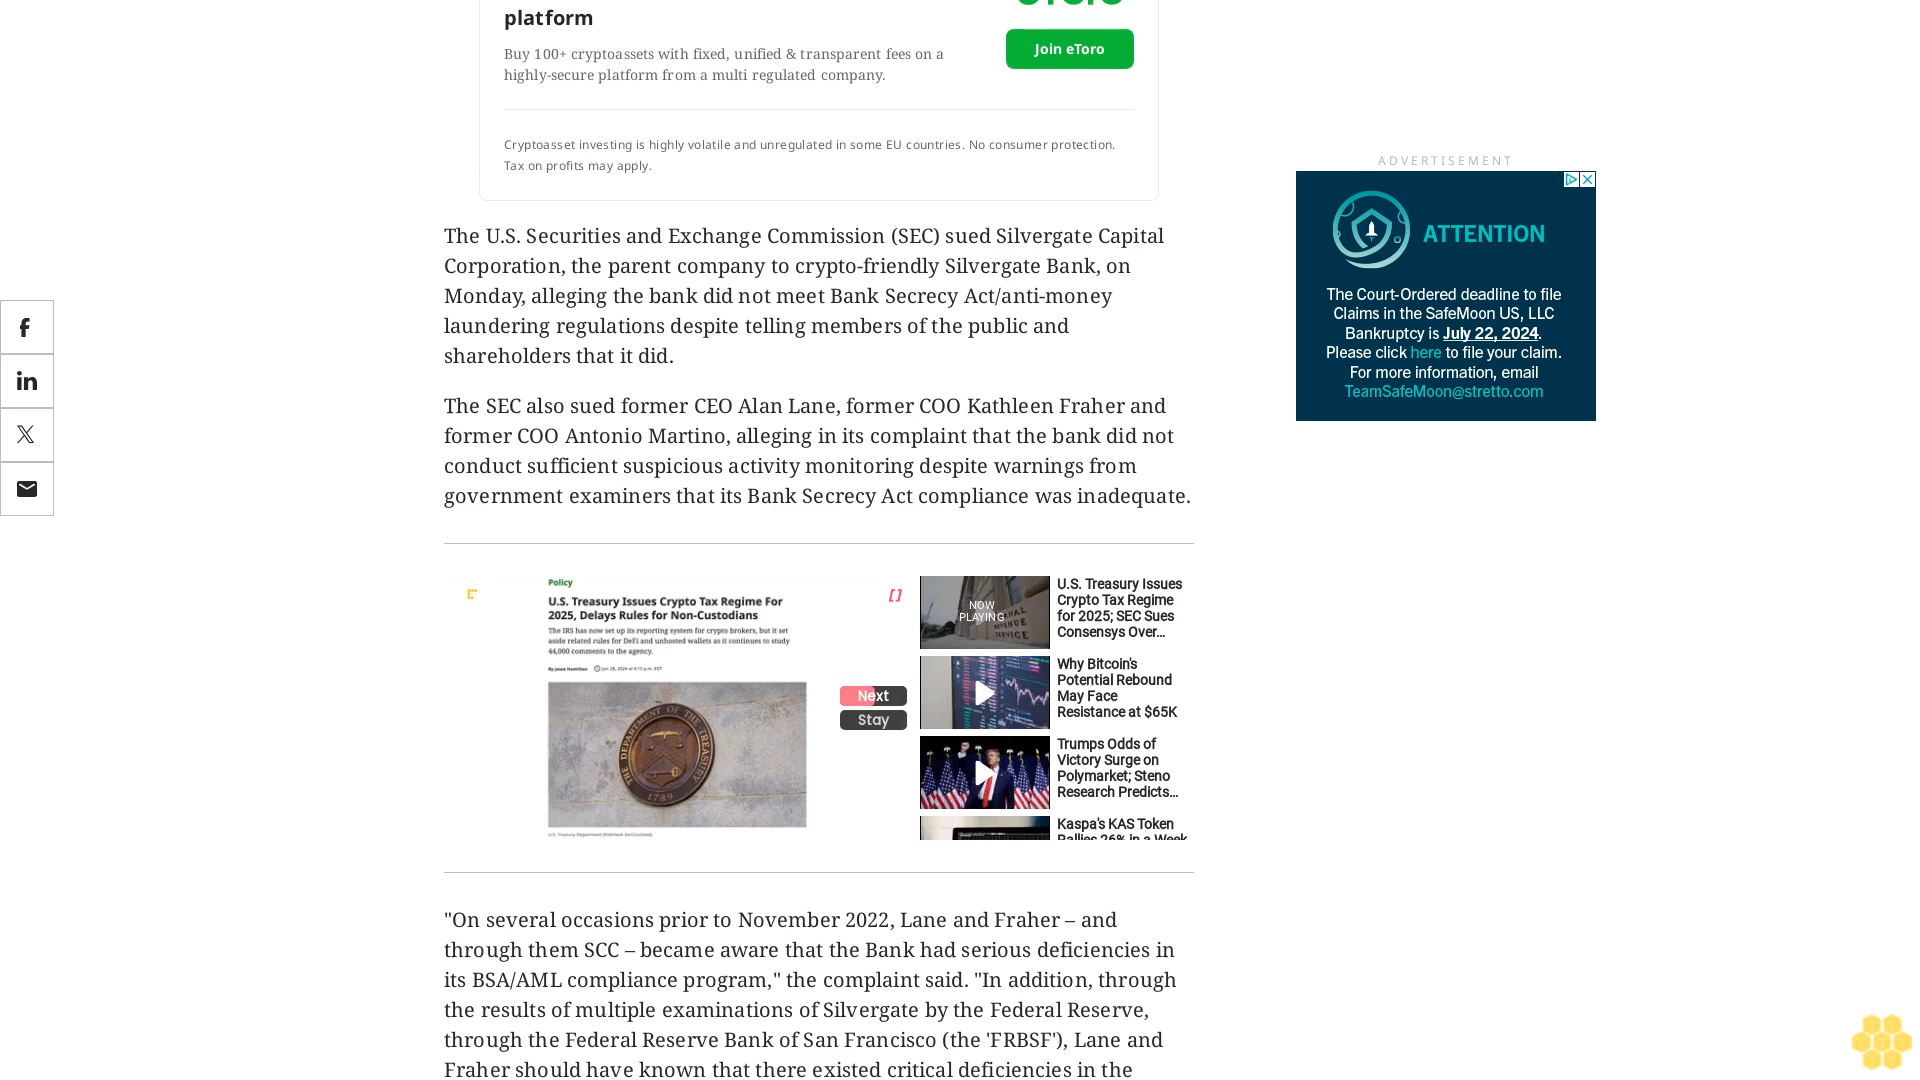 platform
Buy 100+ cryptoassets with fixed, unified & transparent fees on a
highly-secure platform from a multi regulated company.
Join eToro
Cryptoasset investing is highly volatile and unregulated in some EU countries. No consumer protection.
Tax on profits may apply.
The U.S. Securities and Exchange Commission (SEC) sued Silvergate Capital
Corporation, the parent company to crypto-friendly Silvergate Bank, on
Monday, alleging the bank did not meet Bank Secrecy Act/anti-money
laundering regulations despite telling members of the public and
shareholders that it did.
The SEC also sued former CEO Alan Lane, former COO Kathleen Fraher and
former COO Antonio Martino, alleging in its complaint that the bank did not
conduct sufficient suspicious activity monitoring despite warnings from
government examiners that its Bank Secrecy Act compliance was inadequate.
Policy
U.S. Treasury Issues Crypto Tax Regime For
2025, Delays Rules for Non-Custodians
The IRS has now set up its reporting system for crypto brokers, but it set
aside related rules for DeFi and unhosted wallets as it continues to study
44,000 comments to the agency.
By Jesse Hamilton
Jun 28, 2024 at 4:15 p.m. EDT
THE DEPARTMENT OF THE TREASURY
1789
U.S. Treasury Department
Next
Stay
NOW
PLAYING
REVENUE
SERVICE
U.S. Treasury Issues
Crypto Tax Regime
for 2025; SEC Sues
Consensys Over...
Why Bitcoin's
Potential Rebound
May Face
Resistance at $65K
Trumps Odds of
Victory Surge on
Polymarket; Steno
Research Predicts...
Kaspa's KAS Token
Rallies 26% in a Week
"On several occasions prior to November 2022, Lane and Fraher – and
through them SCC – became aware that the Bank had serious deficiencies in
its BSA/AML compliance program," the complaint said. "In addition, through
the results of multiple examinations of Silvergate by the Federal Reserve,
through the Federal Reserve Bank of San Francisco (the 'FRBSF'), Lane and
Fraher should have known that there existed critical deficiencies in the
ADVERTISEMENT
ATTENTION
The Court-Ordered deadline to file
Claims in the SafeMoon US, LLC
Bankruptcy is July 22, 2024.
Please click here to file your claim.
For more information, email
TeamSafeMoon@stretto.com